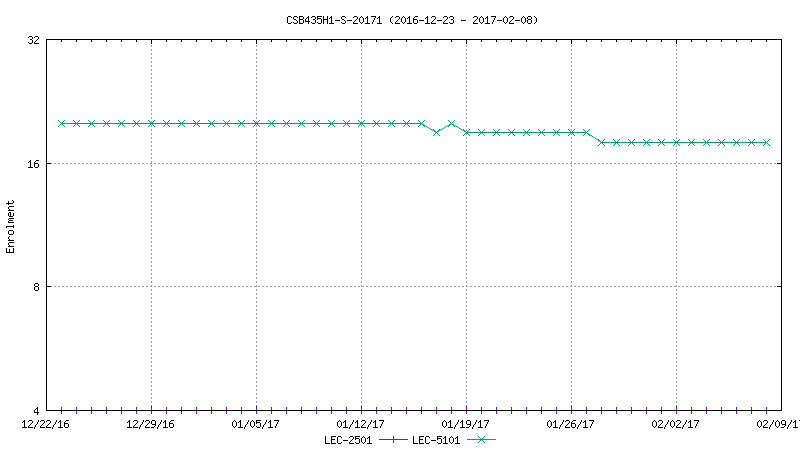 CSB435H1-S-20171 (2016-12-23 - 2017-02-08)
32
16
8
4
Enrolment
12/22/16 12/29/16 01/05/17 01/12/17 01/19/17 01/26/17 02/02/17 02/09/1
LEC-2501 LEC-5101